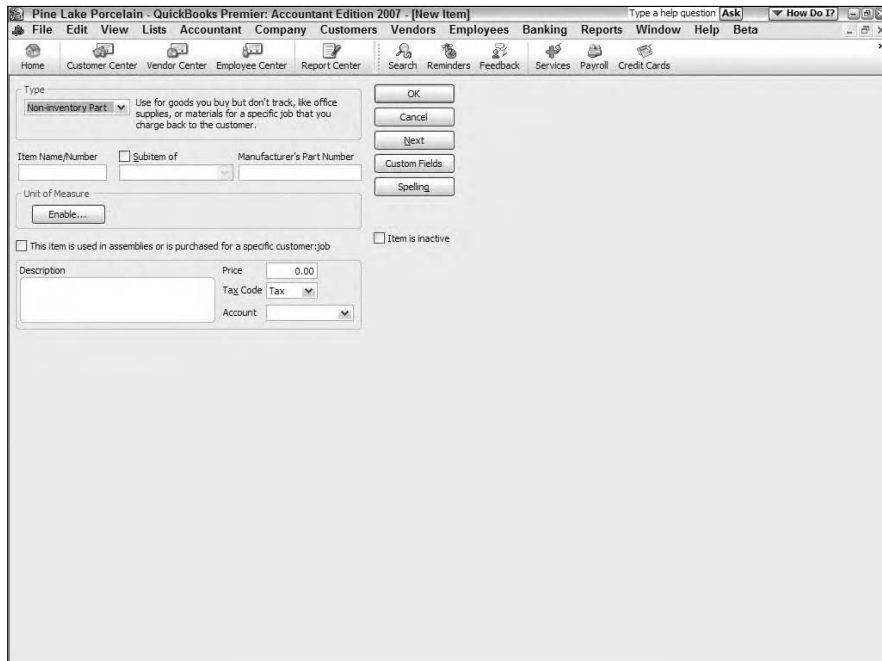 Pine Lake Porcelain - QuickBooks Premier: Accountant Edition 2007 - [New Item]
Type a help question Ask
How Do I?
File Edit View Lists Accountant Company Customers Vendors Employees Banking Reports Window Help Beta
Home Customer Center Vendor Center Employee Center Report Center Search Reminders Feedback Services Payroll Credit Cards
Type
Non-inventory Part
Use for goods you buy but don't track, like office
supplies, or materials for a specific job that you
charge back to the customer.
OK
Cancel
Next
Custom Fields
Spelling
Item Name/Number
Subitem of
Manufacturer's Part Number
Unit of Measure
Enable...
Item is inactive
This item is used in assemblies or is purchased for a specific customer:job
Description
Price 0.00
Tax Code Tax
Account